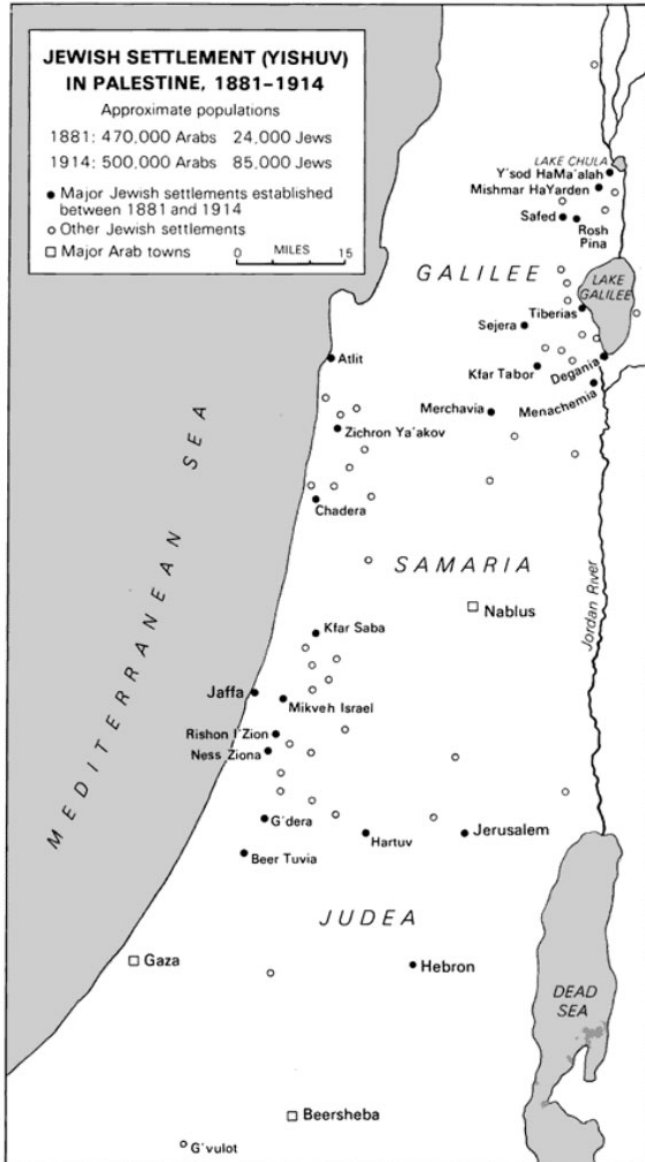 JEWISH SETTLEMENT (YISHUV)
IN PALESTINE, 1881–1914
Approximate populations
1881: 470,000 Arabs 24,000 Jews
1914: 500,000 Arabs 85,000 Jews
● Major Jewish settlements established
between 1881 and 1914
○ Other Jewish settlements
□ Major Arab towns
0 MILES 15
LAKE CHULA
Y'sod HaMa'alah
Mishmar HaYarden
Safed
Rosh
Pina
GALILEE
LAKE
GALILEE
Tiberias
Sejera
Atlit
Degania
Kfar Tabor
Menachemia
Merchavia
Zichron Ya'akov
Chadera
MEDITERRANEAN SEA
SAMARIA
Nablus
Jordan River
Kfar Saba
Jaffa
Mikveh Israel
Rishon l'Zion
Ness Ziona
G'dera
Hartuv
Jerusalem
Beer Tuvia
JUDEA
Gaza
Hebron
DEAD
SEA
Beersheba
G'vulot